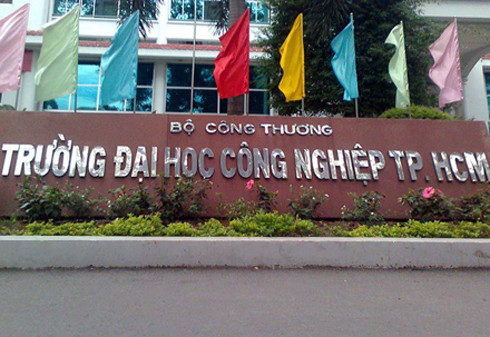 BỘ CÔNG THƯƠNG
TRƯỜNG ĐẠI HỌC CÔNG NGHIỆP TP. HCM